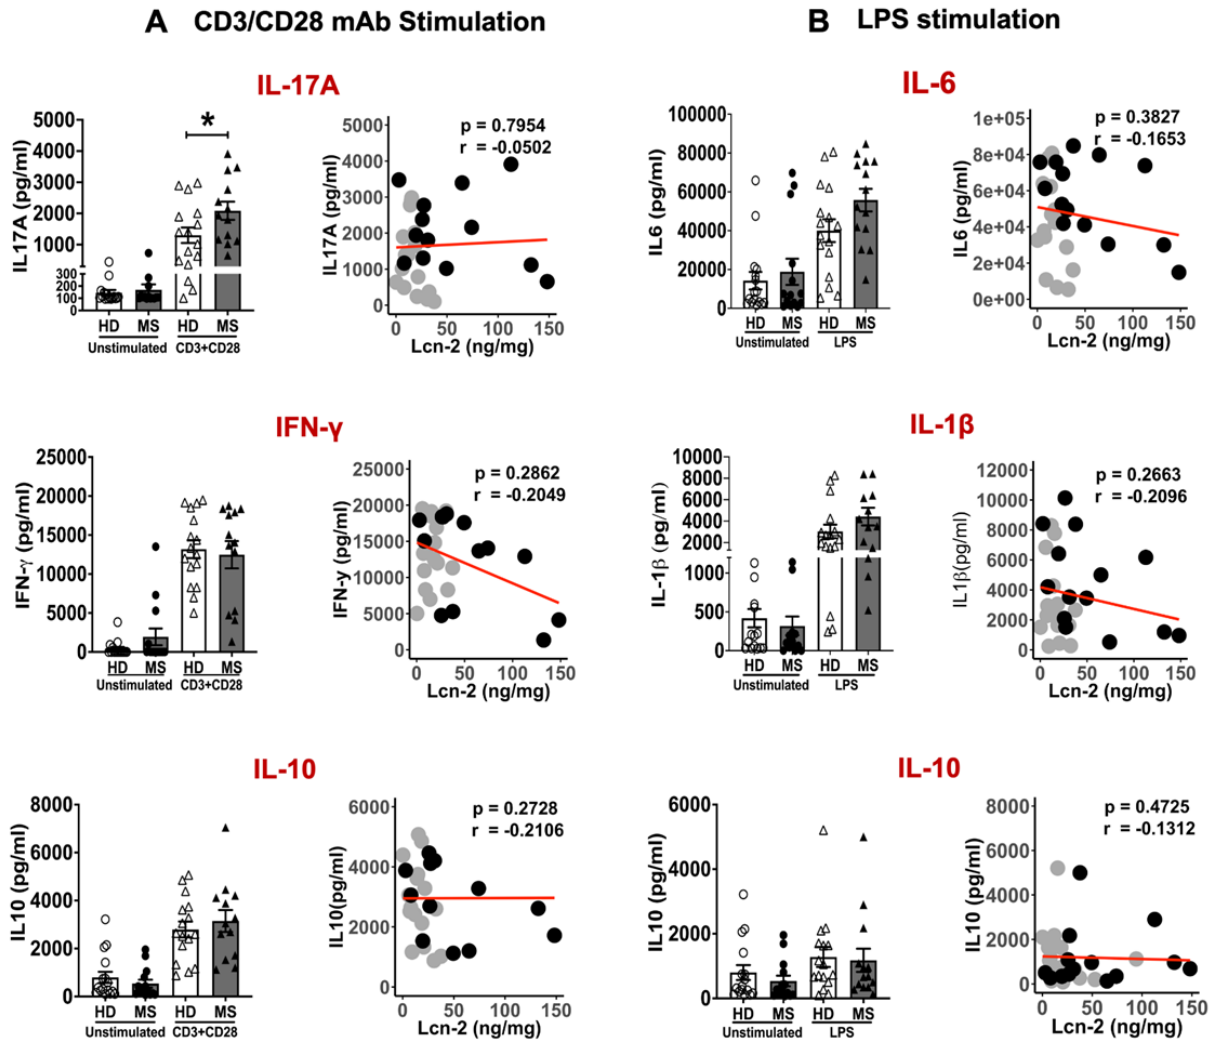 A CD3/CD28 mAb Stimulation
IL-17A
IL17A (pg/ml)
5000
4000
3000
2000
1000
300
200
100
0
*
HD MS HD MS
Unstimulated CD3+CD28
IL17A (pg/ml)
5000
4000
3000
2000
1000
0
p = 0.7954
r = -0.0502
0 50 100 150
Lcn-2 (ng/mg)
IFN-γ
IFN-γ (pg/ml)
25000
20000
15000
10000
5000
0
HD MS HD MS
Unstimulated CD3+CD28
IFN-y (pg/ml)
25000
20000
15000
10000
5000
0
p = 0.2862
r = -0.2049
0 50 100 150
Lcn-2 (ng/mg)
IL-10
IL10 (pg/ml)
8000
6000
4000
2000
0
HD MS HD MS
Unstimulated CD3+CD28
IL10(pg/ml)
6000
4000
2000
0
p = 0.2728
r = -0.2106
0 50 100 150
Lcn-2 (ng/mg)
B LPS stimulation
IL-6
IL6 (pg/ml)
100000
80000
60000
40000
20000
0
HD MS HD MS
Unstimulated LPS
IL6 (pg/ml)
1e+05
8e+04
6e+04
4e+04
2e+04
0e+00
p = 0.3827
r = -0.1653
0 50 100 150
Lcn-2 (ng/mg)
IL-1β
IL-1β (pg/ml)
10000
8000
6000
4000
2000
1000
500
0
HD MS HD MS
Unstimulated LPS
IL1β(pg/ml)
12000
10000
8000
6000
4000
2000
0
p = 0.2663
r = -0.2096
0 50 100 150
Lcn-2 (ng/mg)
IL-10
IL10 (pg/ml)
6000
4000
2000
0
HD MS HD MS
Unstimulated LPS
IL10 (pg/ml)
8000
6000
4000
2000
0
p = 0.4725
r = -0.1312
0 50 100 150
Lcn-2 (ng/mg)